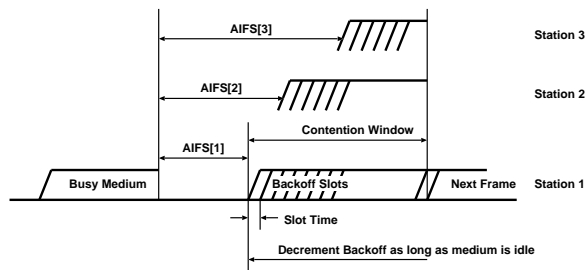 AIFS[3]
Station 3
AIFS[2]
Station 2
Contention Window
AIFS[1]
Busy Medium
Backoff Slots
Next Frame
Station 1
Slot Time
Decrement Backoff as long as medium is idle